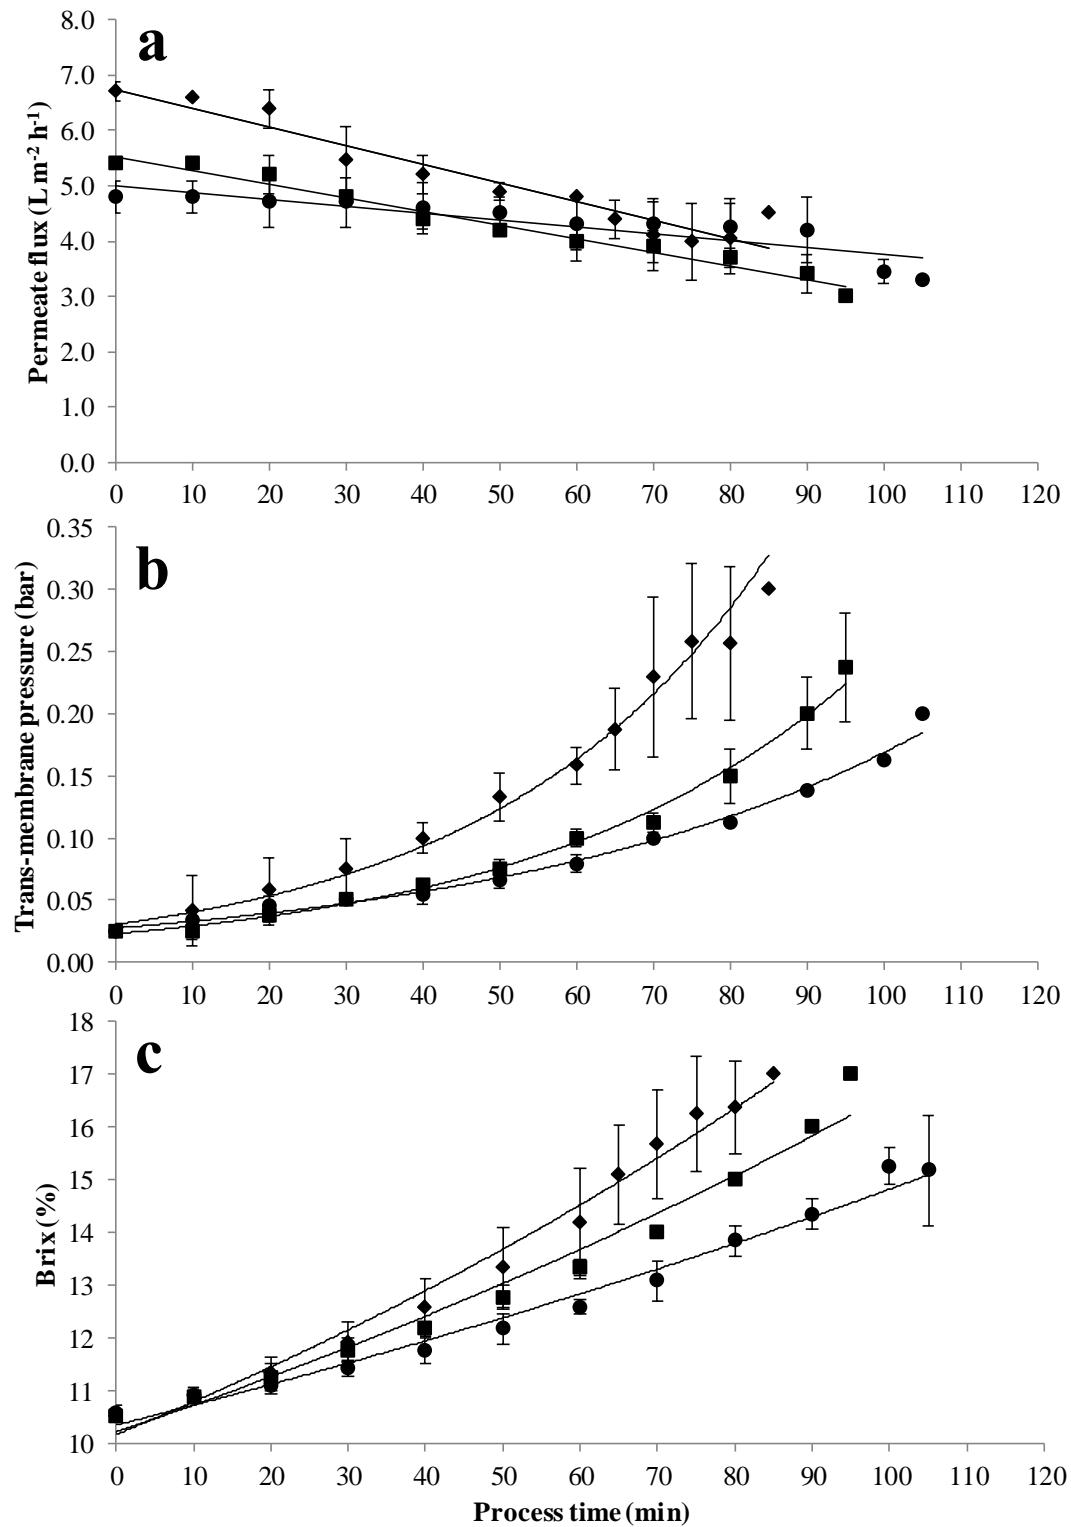 a
8.0
7.0
6.0
5.0
4.0
3.0
2.0
1.0
0.0
Permeate flux (L m-2 h-1)
0 10 20 30 40 50 60 70 80 90 100 110 120
b
0.35
0.30
0.25
0.20
0.15
0.10
0.05
0.00
Trans-membrane pressure (bar)
0 10 20 30 40 50 60 70 80 90 100 110 120
c
18
17
16
15
14
13
12
11
10
Brix (%)
0 10 20 30 40 50 60 70 80 90 100 110 120
Process time (min)